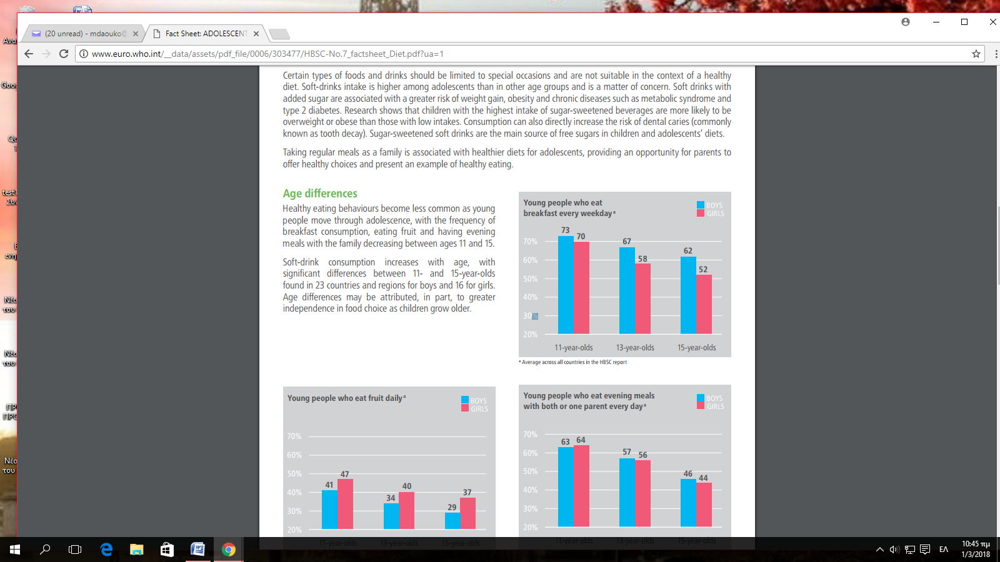 (20 unread) - mdaouko@
Fact Sheet: ADOLESCENT
www.euro.who.int/__data/assets/pdf_file/0006/303477/HBSC-No.7_factsheet_Diet.pdf?ua=1
Certain types of foods and drinks should be limited to special occasions and are not suitable in the context of a healthy
diet. Soft-drinks intake is higher among adolescents than in other age groups and is a matter of concern. Soft drinks with
added sugar are associated with a greater risk of weight gain, obesity and chronic diseases such as metabolic syndrome and
type 2 diabetes. Research shows that children with the highest intake of sugar-sweetened beverages are more likely to be
overweight or obese than those with low intakes. Consumption can also directly increase the risk of dental caries (commonly
known as tooth decay). Sugar-sweetened soft drinks are the main source of free sugars in children and adolescents' diets.
Taking regular meals as a family is associated with healthier diets for adolescents, providing an opportunity for parents to
offer healthy choices and present an example of healthy eating.
Age differences
Healthy eating behaviours become less common as young
people move through adolescence, with the frequency of
breakfast consumption, eating fruit and having evening
meals with the family decreasing between ages 11 and 15.
Soft-drink consumption increases with age, with
significant differences between 11- and 15-year-olds
found in 23 countries and regions for boys and 16 for girls.
Age differences may be attributed, in part, to greater
independence in food choice as children grow older.
Young people who eat
breakfast every weekday a
BOYS
GIRLS
73 70 67 58 62 52
70%
60%
50%
40%
30%
20%
11-year-olds 13-year-olds 15-year-olds
a Average across all countries in the HBSC report
Young people who eat fruit daily a
BOYS
GIRLS
70%
60%
50%
40%
30%
20%
41 47 34 40 29 37
11-year-olds 13-year-olds 15-year-olds
Young people who eat evening meals
with both or one parent every day a
BOYS
GIRLS
70%
60%
50%
40%
30%
20%
63 64 57 56 46 44
11-year-olds 13-year-olds 15-year-olds
Goo
test1
Συν
ενη
Νέο
του
Νέο
του
ΠΡ
ΠΡΟ
Νέο
του
ΕΛ
10:45 πμ
1/3/2018